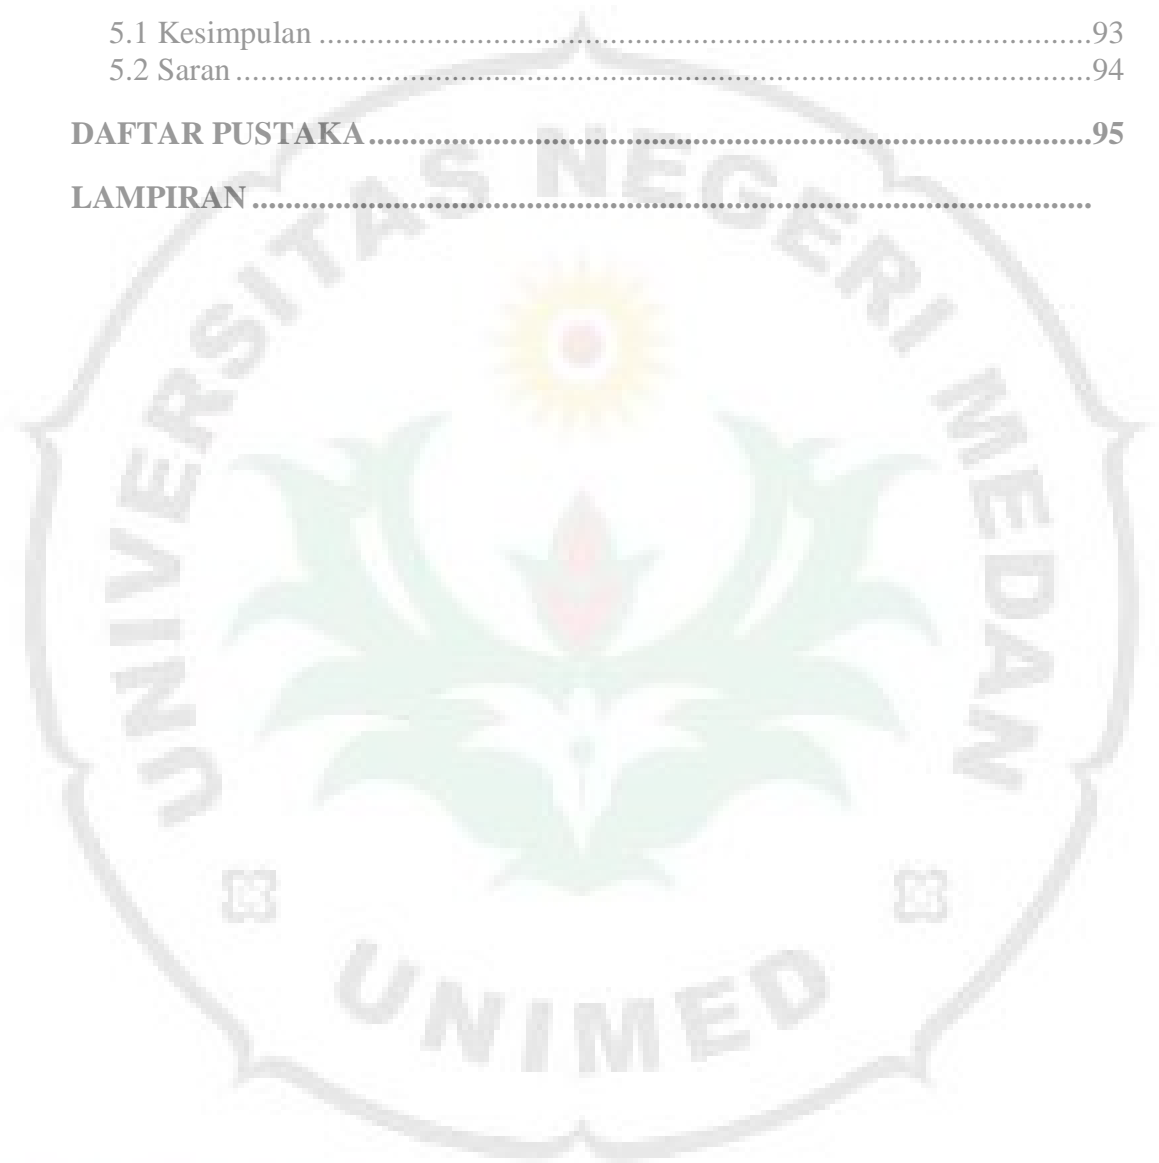 5.1 Kesimpulan ..............................................................................................93
5.2 Saran ........................................................................................................94
DAFTAR PUSTAKA........................................................................................95
LAMPIRAN......................................................................................................
UNIVERSITAS NEGERI MEDAN
UNIMED